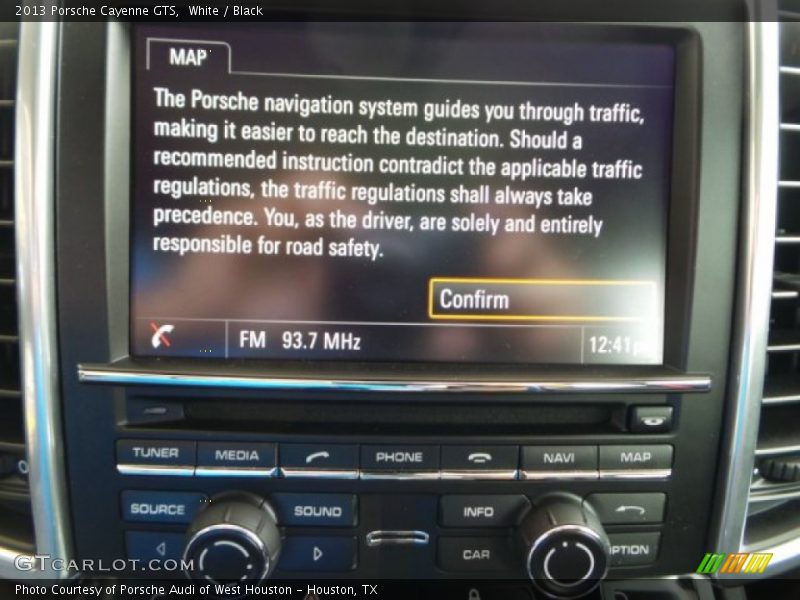 2013 Porsche Cayenne GTS, White / Black
MAP
The Porsche navigation system guides you through traffic,
making it easier to reach the destination. Should a
recommended instruction contradict the applicable traffic
regulations, the traffic regulations shall always take
precedence. You, as the driver, are solely and entirely
responsible for road safety.
Confirm
FM 93.7 MHz 12:41
TUNER MEDIA PHONE NAVI MAP
SOURCE SOUND INFO
CAR OPTION
GTCARLOT.COM
Photo Courtesy of Porsche Audi of West Houston - Houston, TX